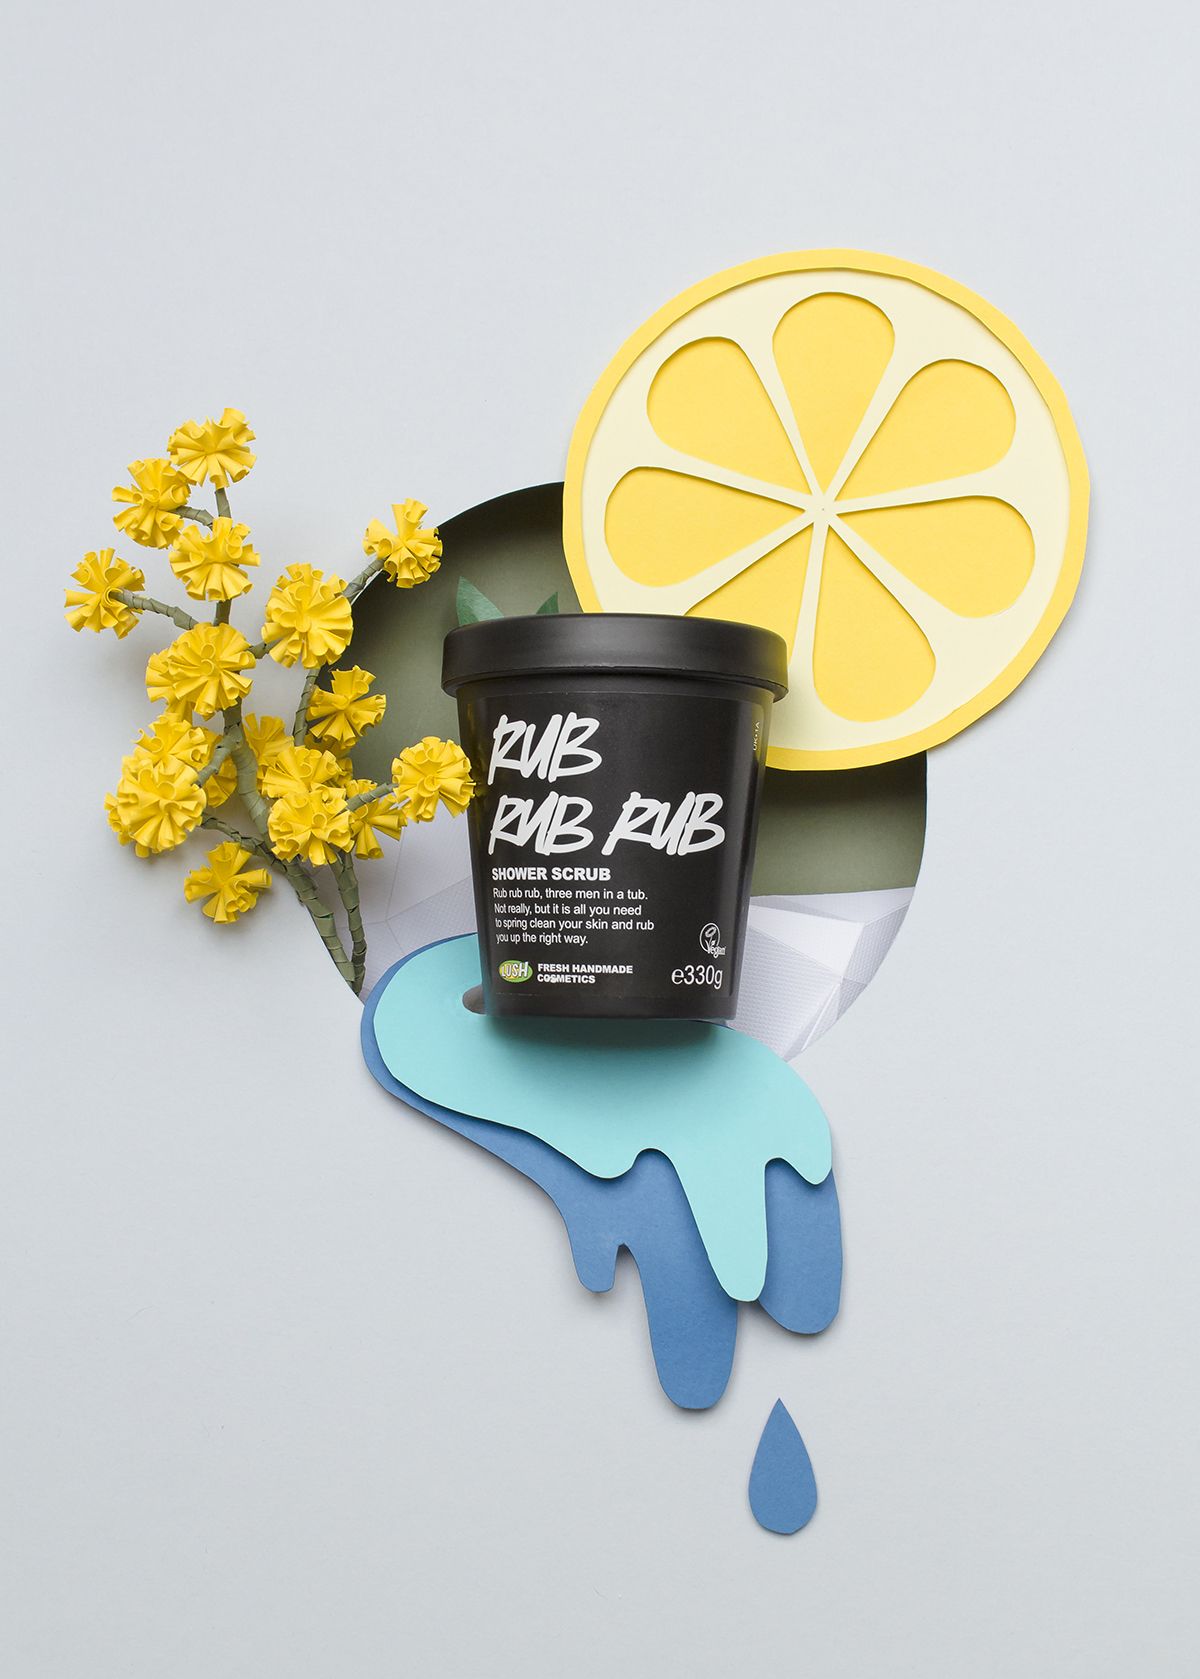 RUB
RUB RUB
SHOWER SCRUB
Rub rub rub, three men in a tub.
Not really, but it is all you need
to spring clean your skin and rub
you up the right way.
LUSH
FRESH HANDMADE
COSMETICS
Vegan
e330g